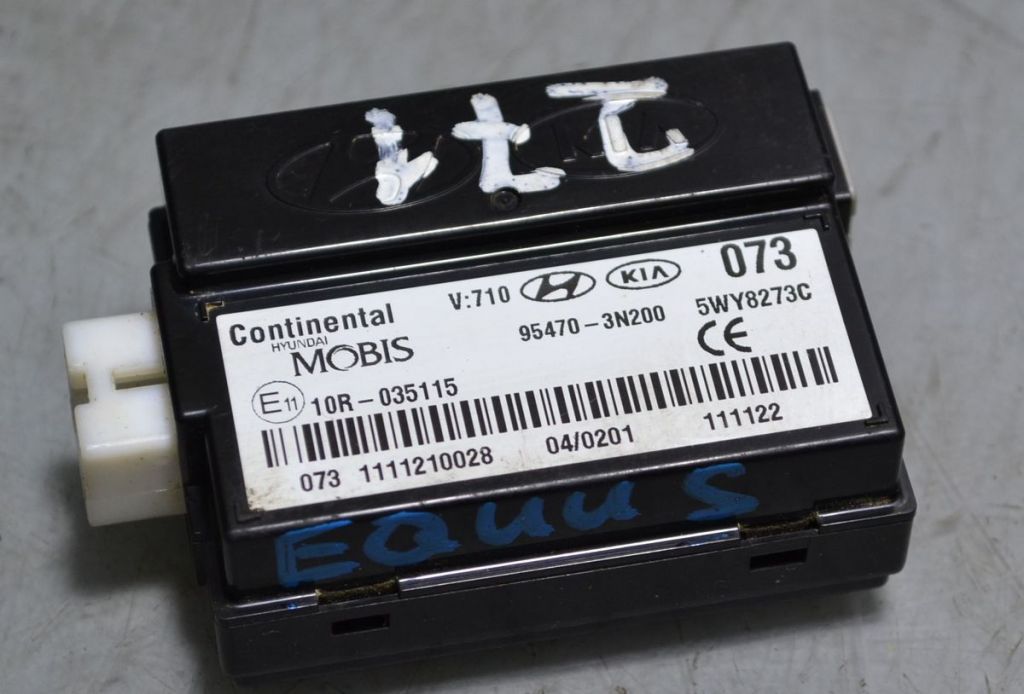 Continental V:710 HYUNDAI KIA 073
HYUNDAI MOBIS 95470-3N200 5WY8273C
CE
E11 10R-035115
073 1111210028 04/0201 111122
EQUUS